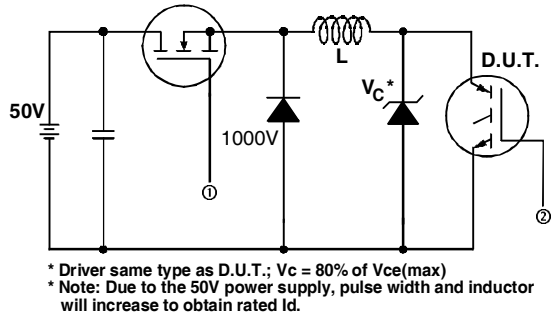 L
D.U.T.
V_C *
50V
1000V
①
②
* Driver same type as D.U.T.; Vc = 80% of Vce(max)
* Note: Due to the 50V power supply, pulse width and inductor
will increase to obtain rated Id.